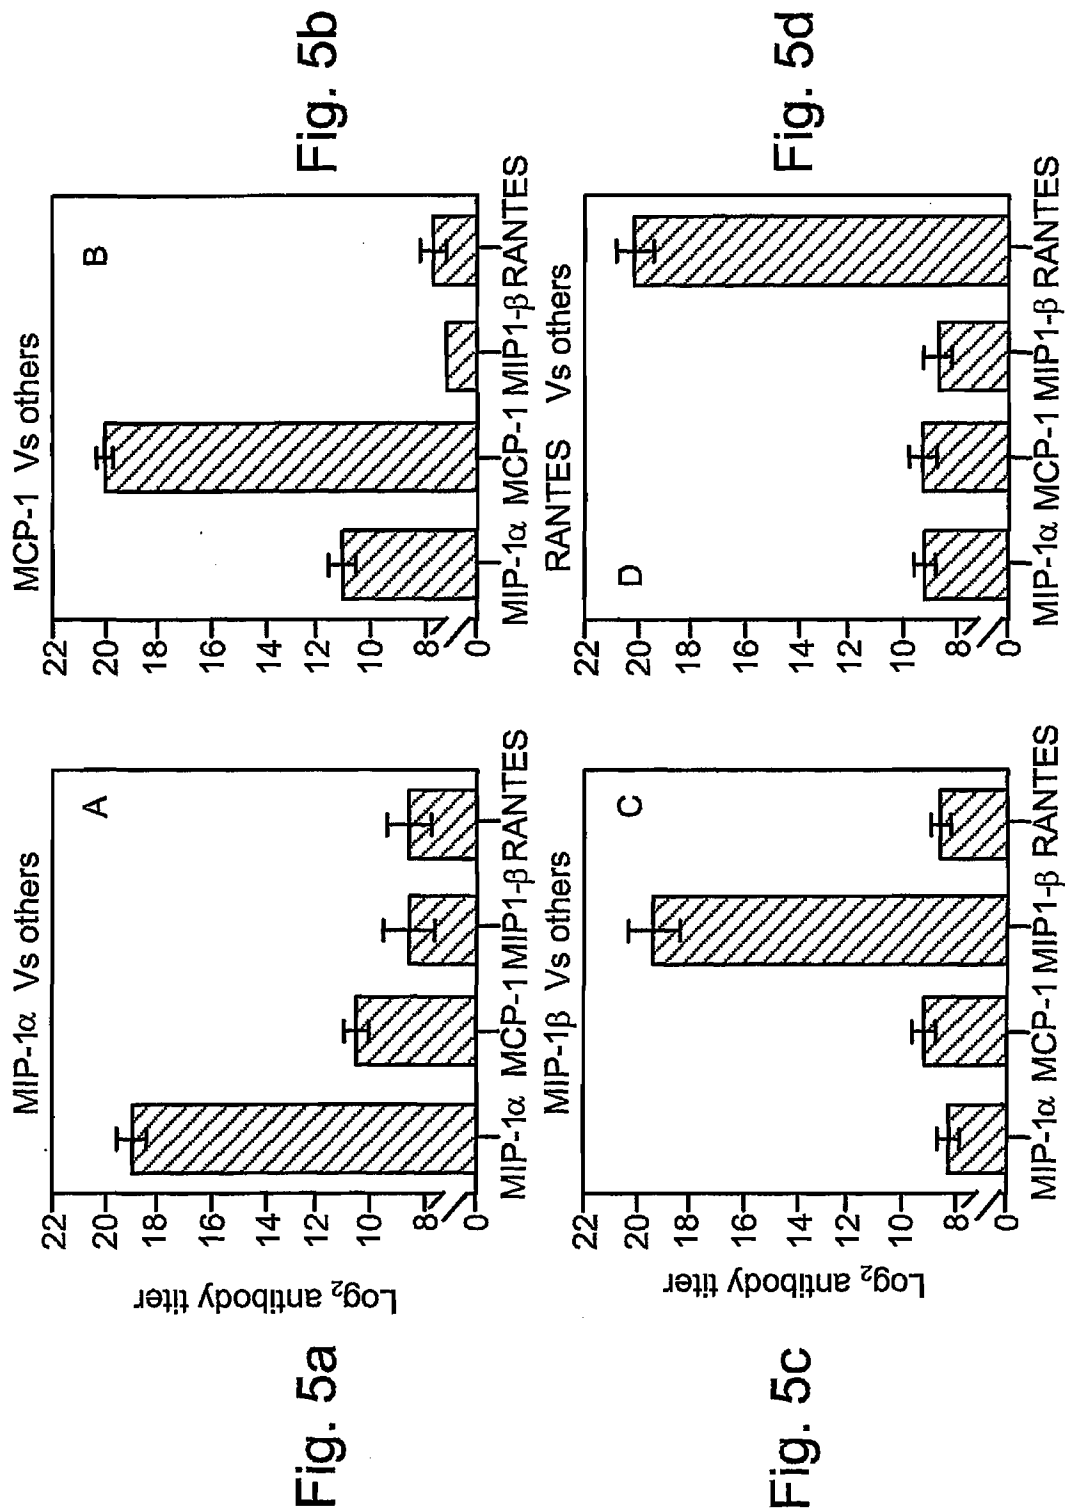 Fig. 5a
MIP-1α Vs others
A
Log2 antibody titer
22
20
18
16
14
12
10
8
0
MIP-1α MCP-1 MIP1-β RANTES
Fig. 5b
MCP-1 Vs others
B
22
20
18
16
14
12
10
8
0
MIP-1α MCP-1 MIP1-β RANTES
Fig. 5c
MIP-1β Vs others
C
Log2 antibody titer
22
20
18
16
14
12
10
8
0
MIP-1α MCP-1 MIP1-β RANTES
Fig. 5d
RANTES Vs others
D
22
20
18
16
14
12
10
8
0
MIP-1α MCP-1 MIP1-β RANTES